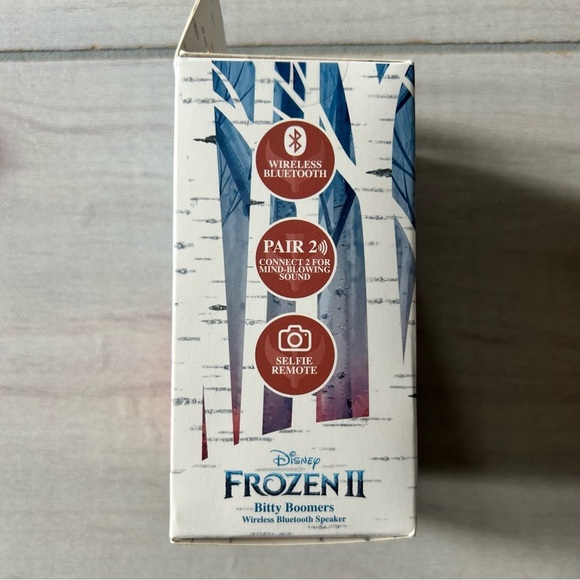 WIRELESS
BLUETOOTH
PAIR 2
CONNECT 2 FOR
MIND-BLOWING
SOUND
SELFIE
REMOTE
Disney
FROZEN II
Bitty Boomers
Wireless Bluetooth Speaker